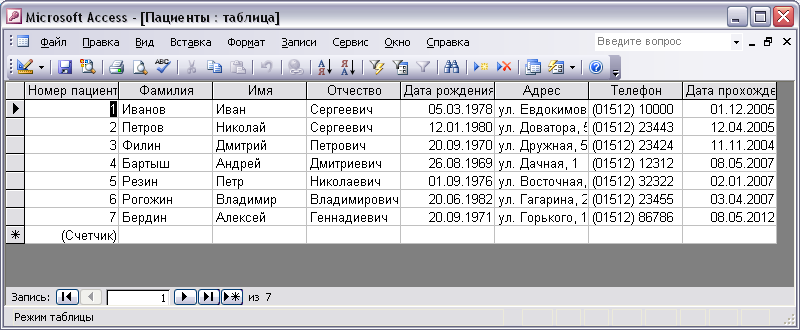 Microsoft Access - [Пациенты : таблица]
Файл Правка Вид Вставка Формат Записи Сервис Окно Справка Введите вопрос
Номер пациент Фамилия Имя Отчество Дата рождения Адрес Телефон Дата прохожде
1 Иванов Иван Сергеевич 05.03.1978 ул. Евдокимов (01512) 10000 01.12.2005
2 Петров Николай Сергеевич 12.01.1980 ул. Доватора, 5 (01512) 23443 12.04.2005
3 Филин Дмитрий Петрович 20.09.1970 ул. Дружная, 5 (01512) 23424 11.11.2004
4 Бартыш Андрей Дмитриевич 26.08.1969 ул. Дачная, 1 (01512) 12312 08.05.2007
5 Резин Петр Николаевич 01.09.1976 ул. Восточная, (01512) 32322 02.01.2007
6 Рогожин Владимир Владимирович 20.06.1982 ул. Гагарина, 2 (01512) 23455 03.04.2007
7 Бердин Алексей Геннадиевич 20.09.1971 ул. Горького, 1 (01512) 86786 08.05.2012
(Счетчик)
Запись: 1 из 7
Режим таблицы